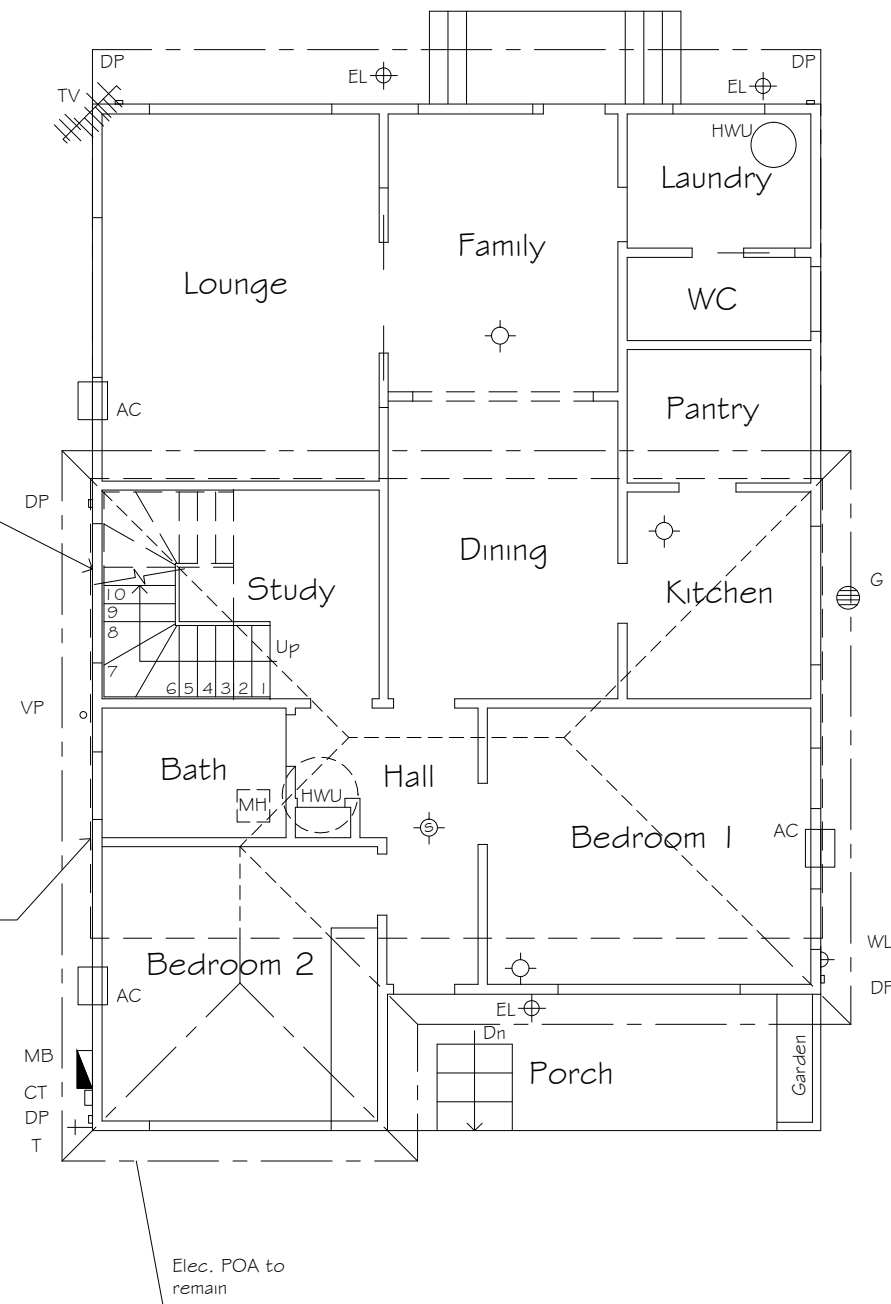 DP
DP
EL
EL
TV
HWU
Laundry
Family
Lounge
WC
AC
Pantry
DP
Dining
Kitchen
G
Study
10
9
8
7
Up
6 5 4 3 2 1
VP
Bath
Hall
MH
HWU
S
Bedroom 1
AC
WL
Bedroom 2
DP
AC
EL
Dn
MB
Porch
Garden
CT
DP
T
Elec. POA to
remain